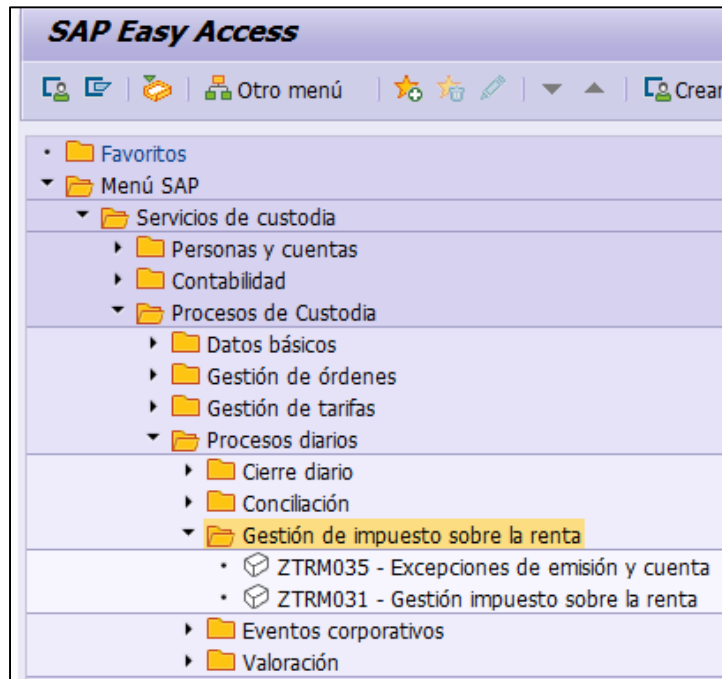 SAP Easy Access
Otro menú Crear
Favoritos
Menú SAP
Servicios de custodia
Personas y cuentas
Contabilidad
Procesos de Custodia
Datos básicos
Gestión de órdenes
Gestión de tarifas
Procesos diarios
Cierre diario
Conciliación
Gestión de impuesto sobre la renta
ZTRM035 - Excepciones de emisión y cuenta
ZTRM031 - Gestión impuesto sobre la renta
Eventos corporativos
Valoración